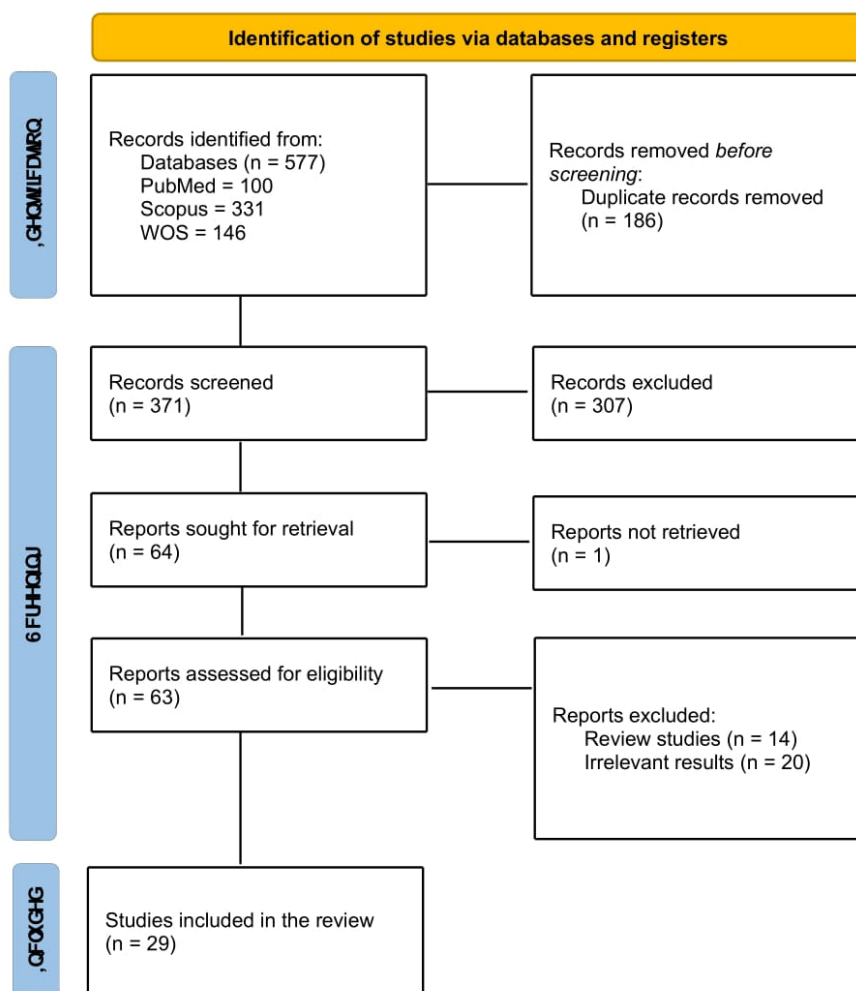 Identification of studies via databases and registers
,GHQWLILFDWLRQ
Records identified from:
Databases (n = 577)
PubMed = 100
Scopus = 331
WOS = 146
Records removed before
screening:
Duplicate records removed
(n = 186)
6FUHHQLQJ
Records screened
(n = 371)
Records excluded
(n = 307)
Reports sought for retrieval
(n = 64)
Reports not retrieved
(n = 1)
Reports assessed for eligibility
(n = 63)
Reports excluded:
Review studies (n = 14)
Irrelevant results (n = 20)
,QFOXGHG
Studies included in the review
(n = 29)